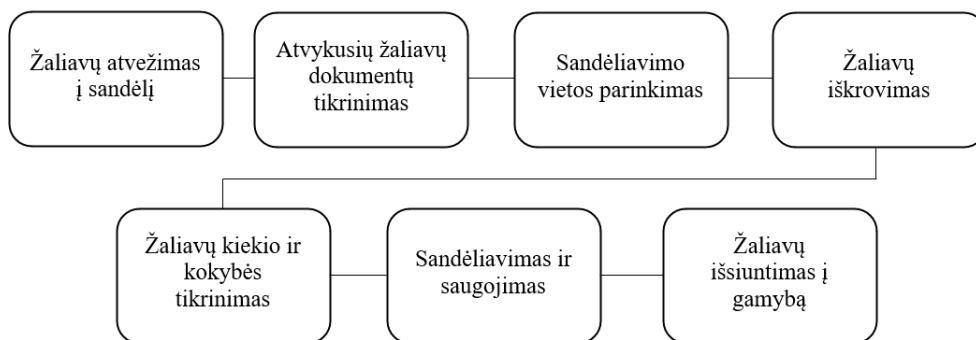 Žaliavų atvežimas
į sandėlį
Atvykusių žaliavų
dokumentų
tikrinimas
Sandėliavimo
vietos parinkimas
Žaliavų
iškrovimas
Žaliavų kiekio ir
kokybės
tikrinimas
Sandėliavimas ir
saugojimas
Žaliavų
išsiuntimas į
gamybą